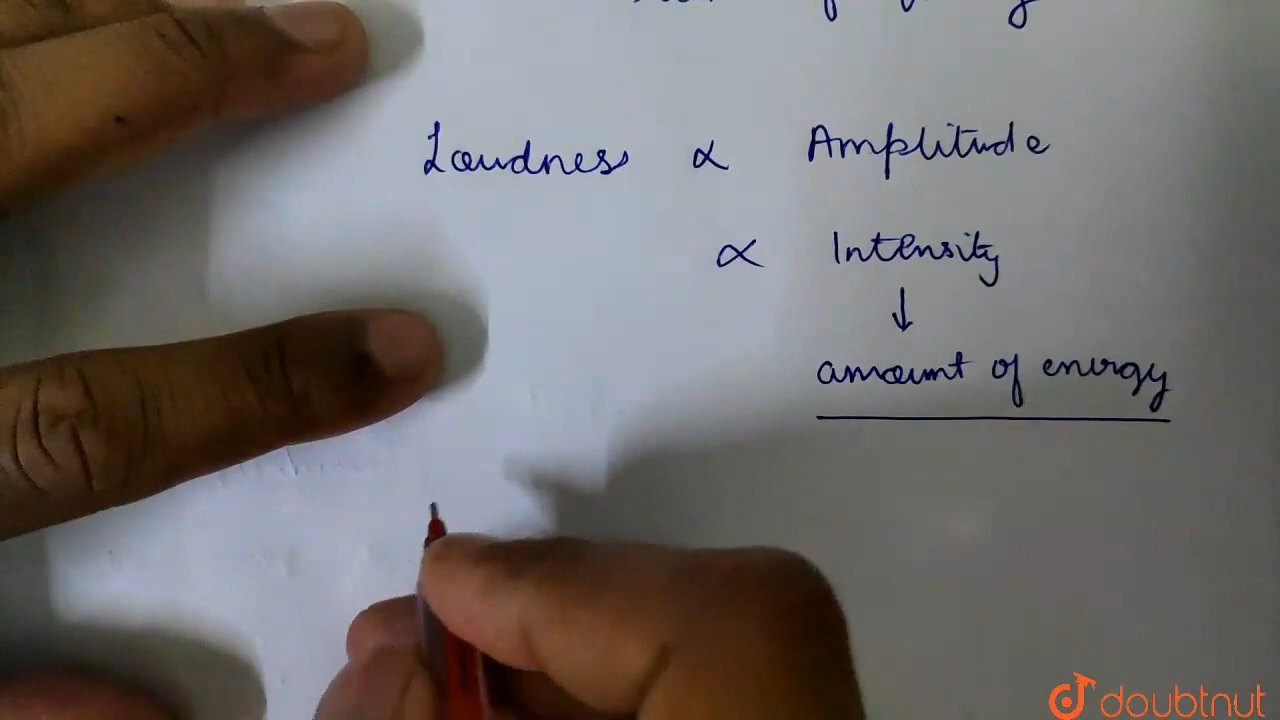 Loudness ∝ Amplitude
∝ Intensity
↓
amount of energy
doubtnut